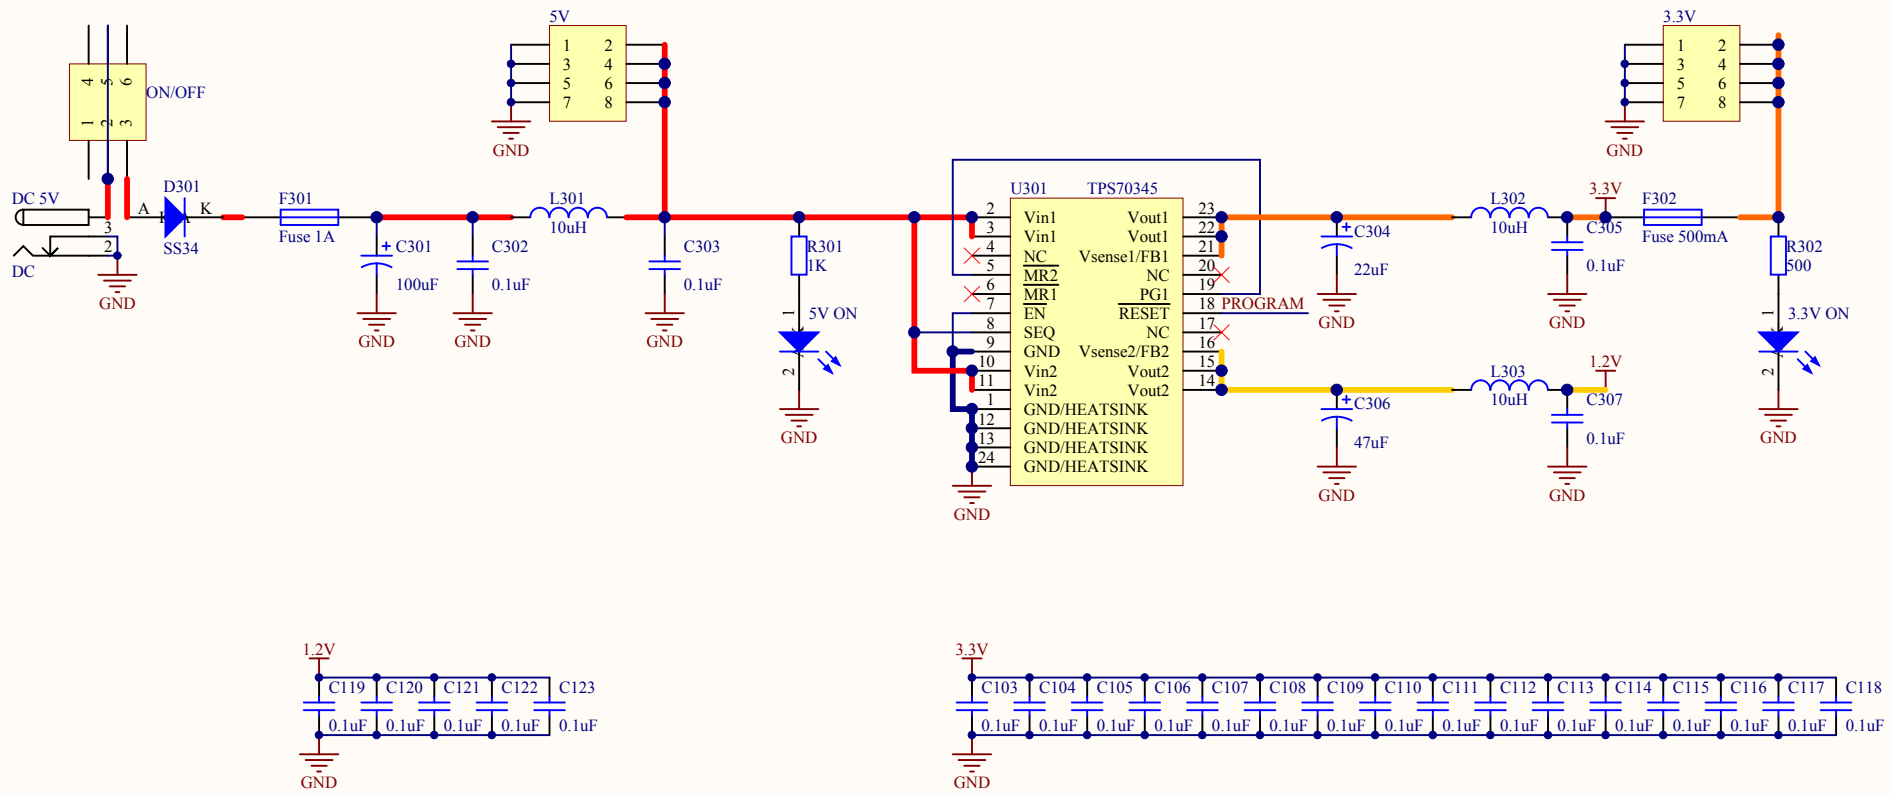 5V
1 2
3 4
5 6
7 8
GND
3.3V
1 2
3 4
5 6
7 8
GND
4 5 6
ON/OFF
1 2 3
DC 5V
3
2
DC
GND
D301
A K A K
SS34
F301
Fuse 1A
C301
100uF
GND
C302
0.1uF
GND
L301
10uH
C303
0.1uF
GND
R301
1K
1
5V ON
2
GND
U301 TPS70345
2 Vin1 Vout1 23
3 Vin1 Vout1 22
4 NC Vsense1/FB1 21
5 MR2 NC 20
6 MR1 PG1 19
7 EN RESET 18 PROGRAM
8 SEQ NC 17
9 GND Vsense2/FB2 16
10 Vin2 Vout2 15
11 Vin2 Vout2 14
1 GND/HEATSINK
12 GND/HEATSINK
13 GND/HEATSINK
24 GND/HEATSINK
GND
C304
22uF
GND
L302
10uH
C305
0.1uF
GND
3.3V
F302
Fuse 500mA
R302
500
1
3.3V ON
2
GND
C306
47uF
GND
L303
10uH
1.2V
C307
0.1uF
GND
1.2V
C119 C120 C121 C122 C123
0.1uF 0.1uF 0.1uF 0.1uF 0.1uF
GND
3.3V
C103 C104 C105 C106 C107 C108 C109 C110 C111 C112 C113 C114 C115 C116 C117 C118
0.1uF 0.1uF 0.1uF 0.1uF 0.1uF 0.1uF 0.1uF 0.1uF 0.1uF 0.1uF 0.1uF 0.1uF 0.1uF 0.1uF 0.1uF 0.1uF
GND